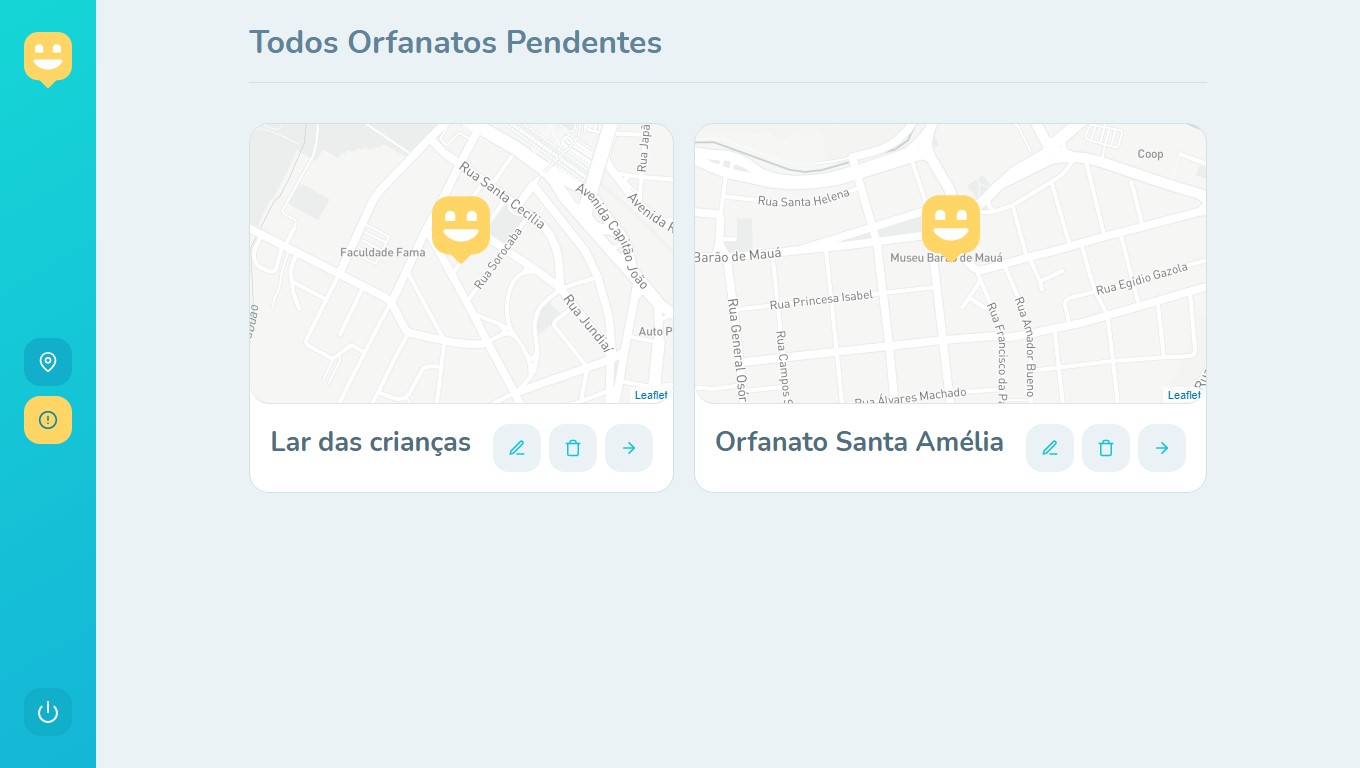 Todos Orfanatos Pendentes
Rua Santa Cecília
Avenida Capitão João
Avenida R
Faculdade Fama
Rua Sorocaba
Rua Jundiaí
Auto P
Leaflet
Lar das crianças
Coop
Rua Santa Helena
Barão de Mauá
Museu Barão de Mauá
Rua Egídio Gazola
Rua Princesa Isabel
Rua General Osór
Rua Campos S
Rua Francisco da Pa
Rua Amador Bueno
Rua Álvares Machado
Leaflet
Orfanato Santa Amélia